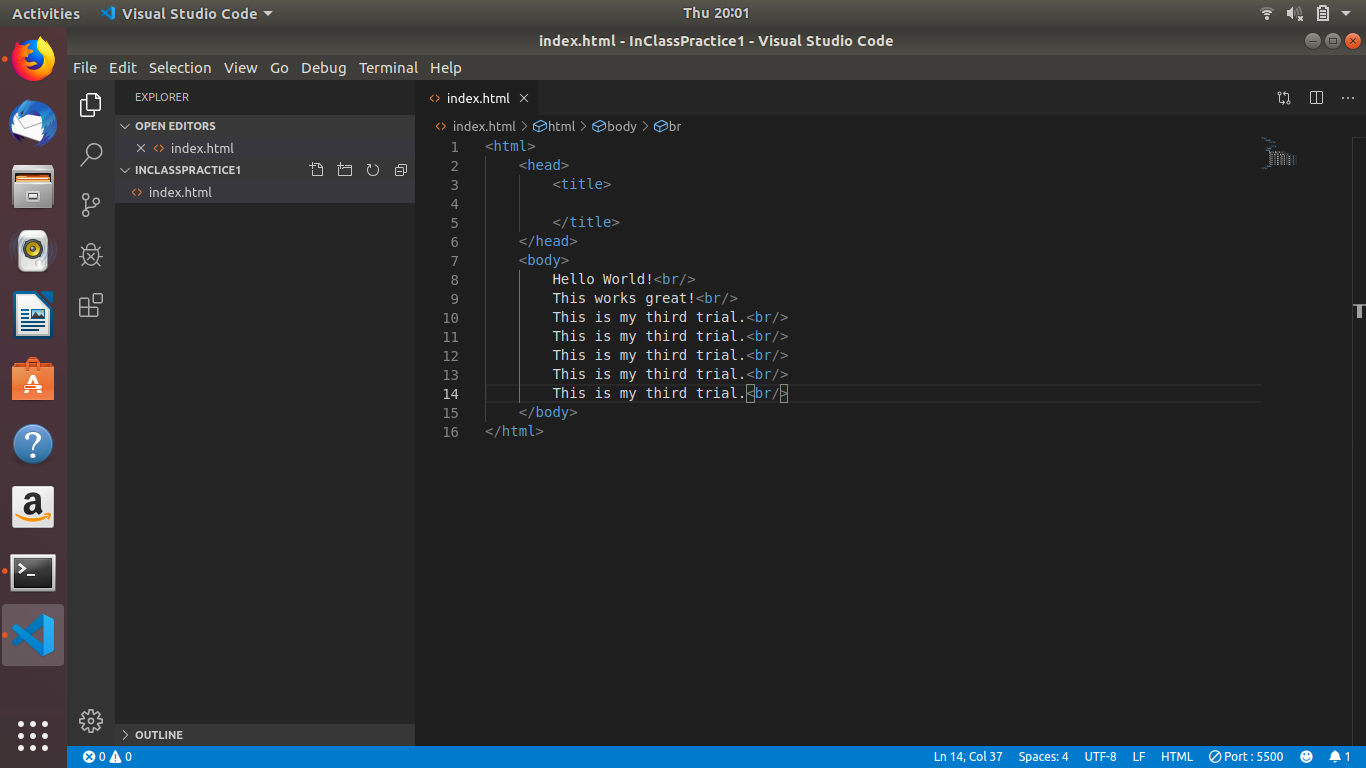 Activities Visual Studio Code Thu 20:01
index.html - InClassPractice1 - Visual Studio Code
File Edit Selection View Go Debug Terminal Help
EXPLORER
OPEN EDITORS
index.html
INCLASSPRACTICE1
index.html
OUTLINE
index.html
index.html > html > body > br
1 <html>
2 <head>
3 <title>
4
5 </title>
6 </head>
7 <body>
8 Hello World!<br/>
9 This works great!<br/>
10 This is my third trial.<br/>
11 This is my third trial.<br/>
12 This is my third trial.<br/>
13 This is my third trial.<br/>
14 This is my third trial.<br/>
15 </body>
16 </html>
0 0 Ln 14, Col 37 Spaces: 4 UTF-8 LF HTML Port : 5500 1